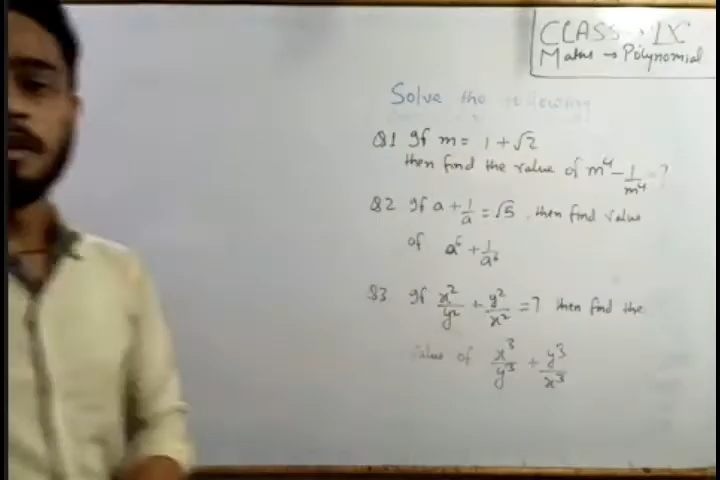 CLASS → IX
Maths → Polynomial
Solve the following
Q1 If m = 1 + √2
then find the value of m⁴ - 1/m⁴ = ?
Q2 If a + 1/a = √5 , then find value
of a⁶ + 1/a⁶
Q3 If x²/y² + y²/x² = 7 then find the
value of x³/y³ + y³/x³